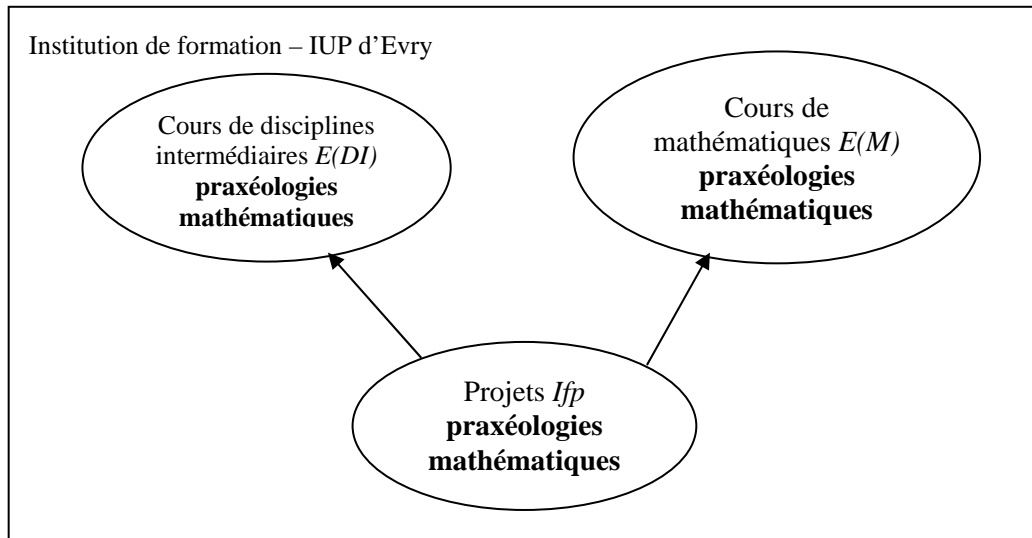 Institution de formation – IUP d'Evry
Cours de disciplines
intermédiaires E(DI)
praxéologies
mathématiques
Cours de
mathématiques E(M)
praxéologies
mathématiques
Projets Ifp
praxéologies
mathématiques